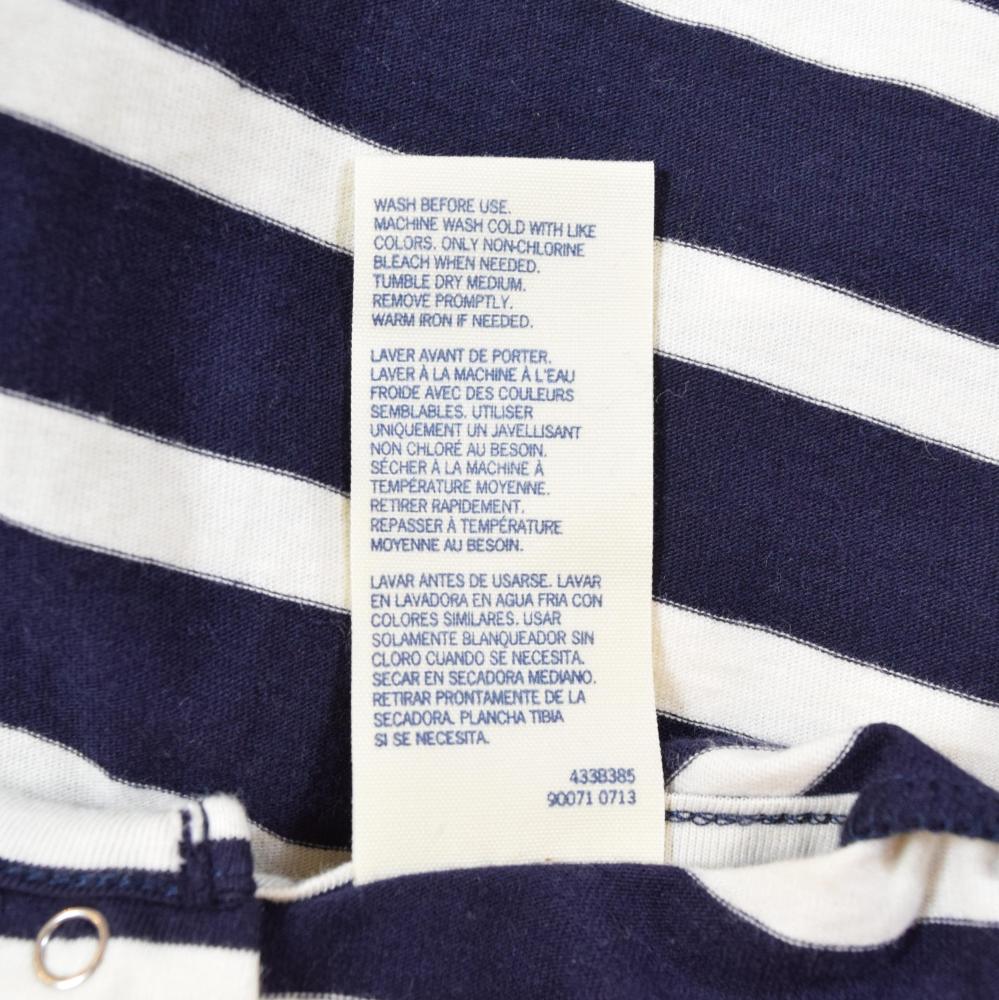 WASH BEFORE USE.
MACHINE WASH COLD WITH LIKE
COLORS. ONLY NON-CHLORINE
BLEACH WHEN NEEDED.
TUMBLE DRY MEDIUM.
REMOVE PROMPTLY.
WARM IRON IF NEEDED.
LAVER AVANT DE PORTER.
LAVER À LA MACHINE À L'EAU
FROIDE AVEC DES COULEURS
SEMBLABLES. UTILISER
UNIQUEMENT UN JAVELLISANT
NON CHLORÉ AU BESOIN.
SÉCHER À LA MACHINE À
TEMPÉRATURE MOYENNE.
RETIRER RAPIDEMENT.
REPASSER À TEMPÉRATURE
MOYENNE AU BESOIN.
LAVAR ANTES DE USARSE. LAVAR
EN LAVADORA EN AGUA FRIA CON
COLORES SIMILARES. USAR
SOLAMENTE BLANQUEADOR SIN
CLORO CUANDO SE NECESITA.
SECAR EN SECADORA MEDIANO.
RETIRAR PRONTAMENTE DE LA
SECADORA. PLANCHA TIBIA
SI SE NECESITA.
433B385
90071 0713